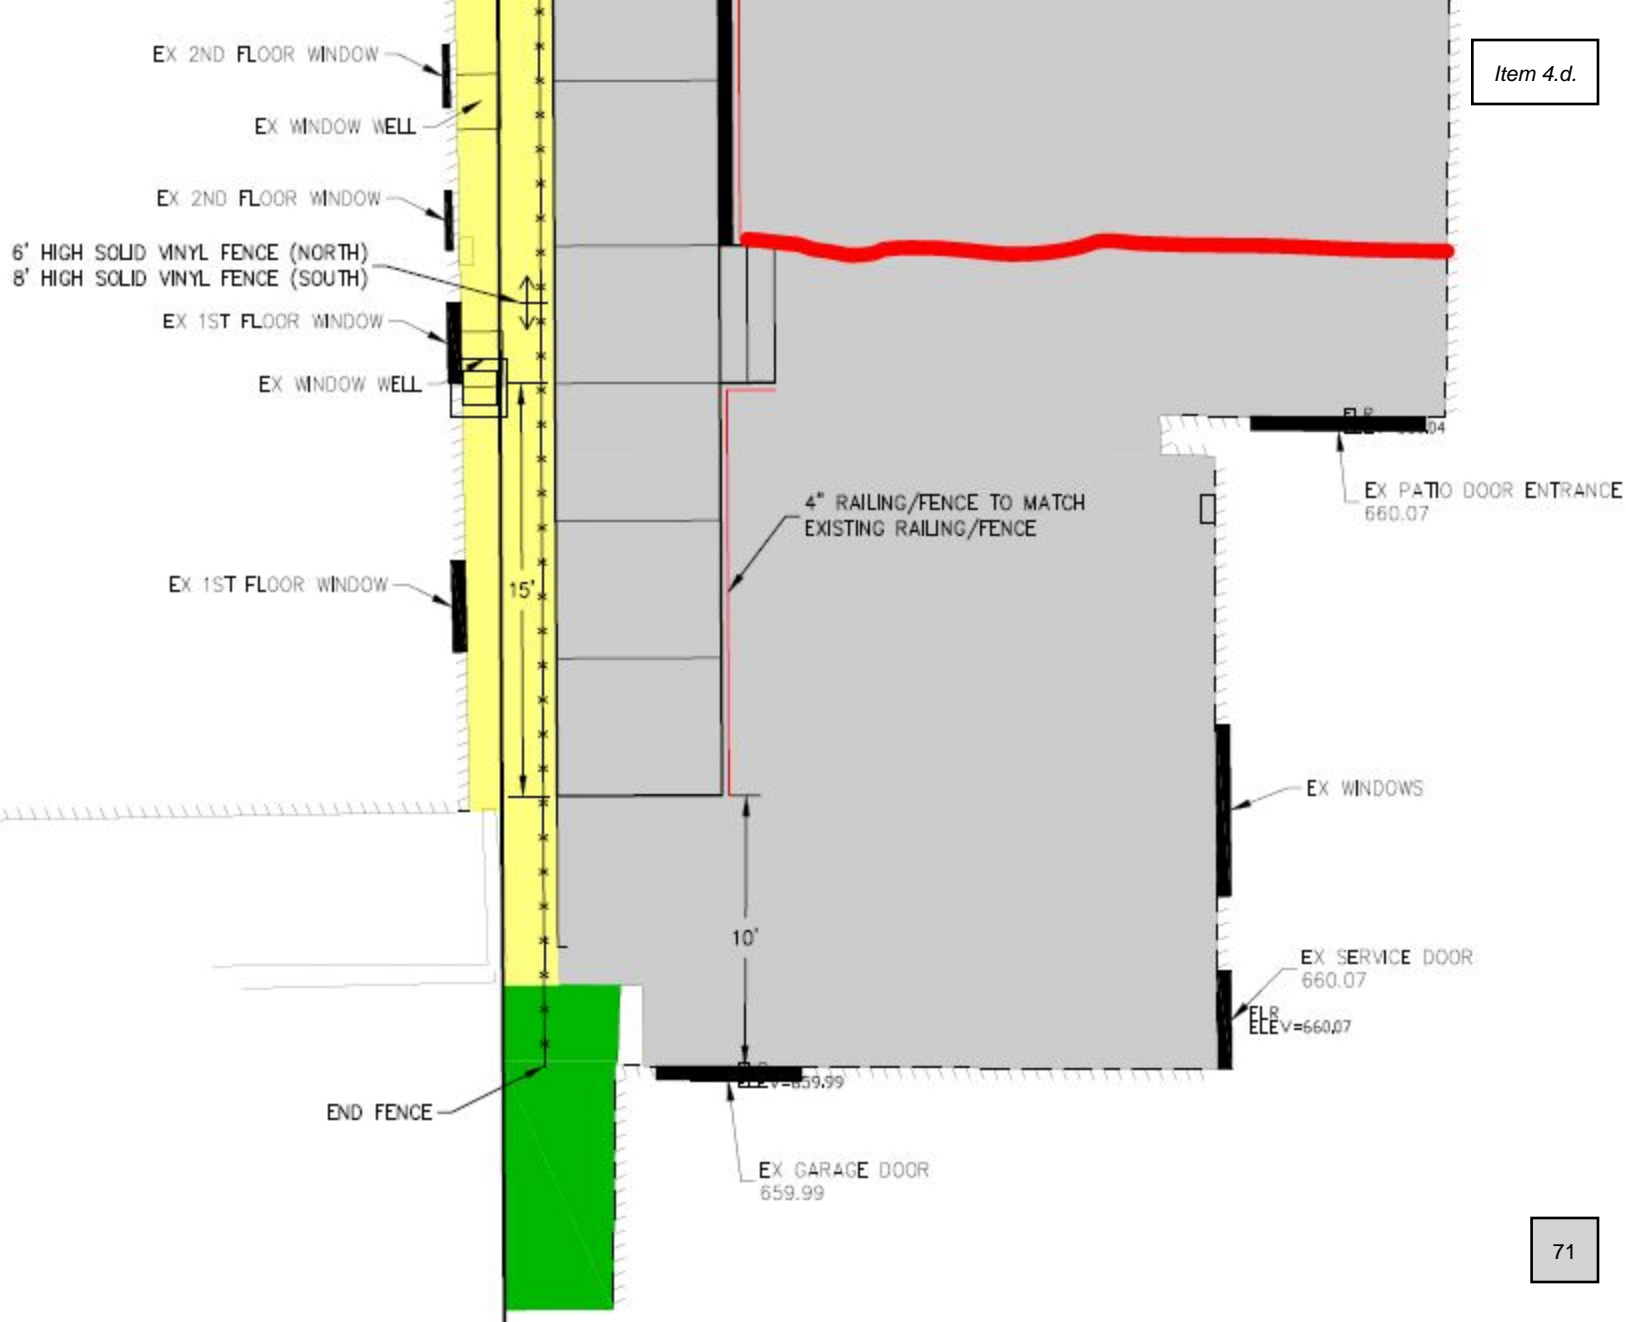 Item 4.d.
EX 2ND FLOOR WINDOW
EX WINDOW WELL
EX 2ND FLOOR WINDOW
6' HIGH SOLID VINYL FENCE (NORTH)
8' HIGH SOLID VINYL FENCE (SOUTH)
EX 1ST FLOOR WINDOW
EX WINDOW WELL
EX PATIO DOOR ENTRANCE
660.07
4" RAILING/FENCE TO MATCH
EXISTING RAILING/FENCE
EX 1ST FLOOR WINDOW
15'
EX WINDOWS
10'
EX SERVICE DOOR
660.07
ELR
ELEV=660.07
END FENCE
EX GARAGE DOOR
659.99
71